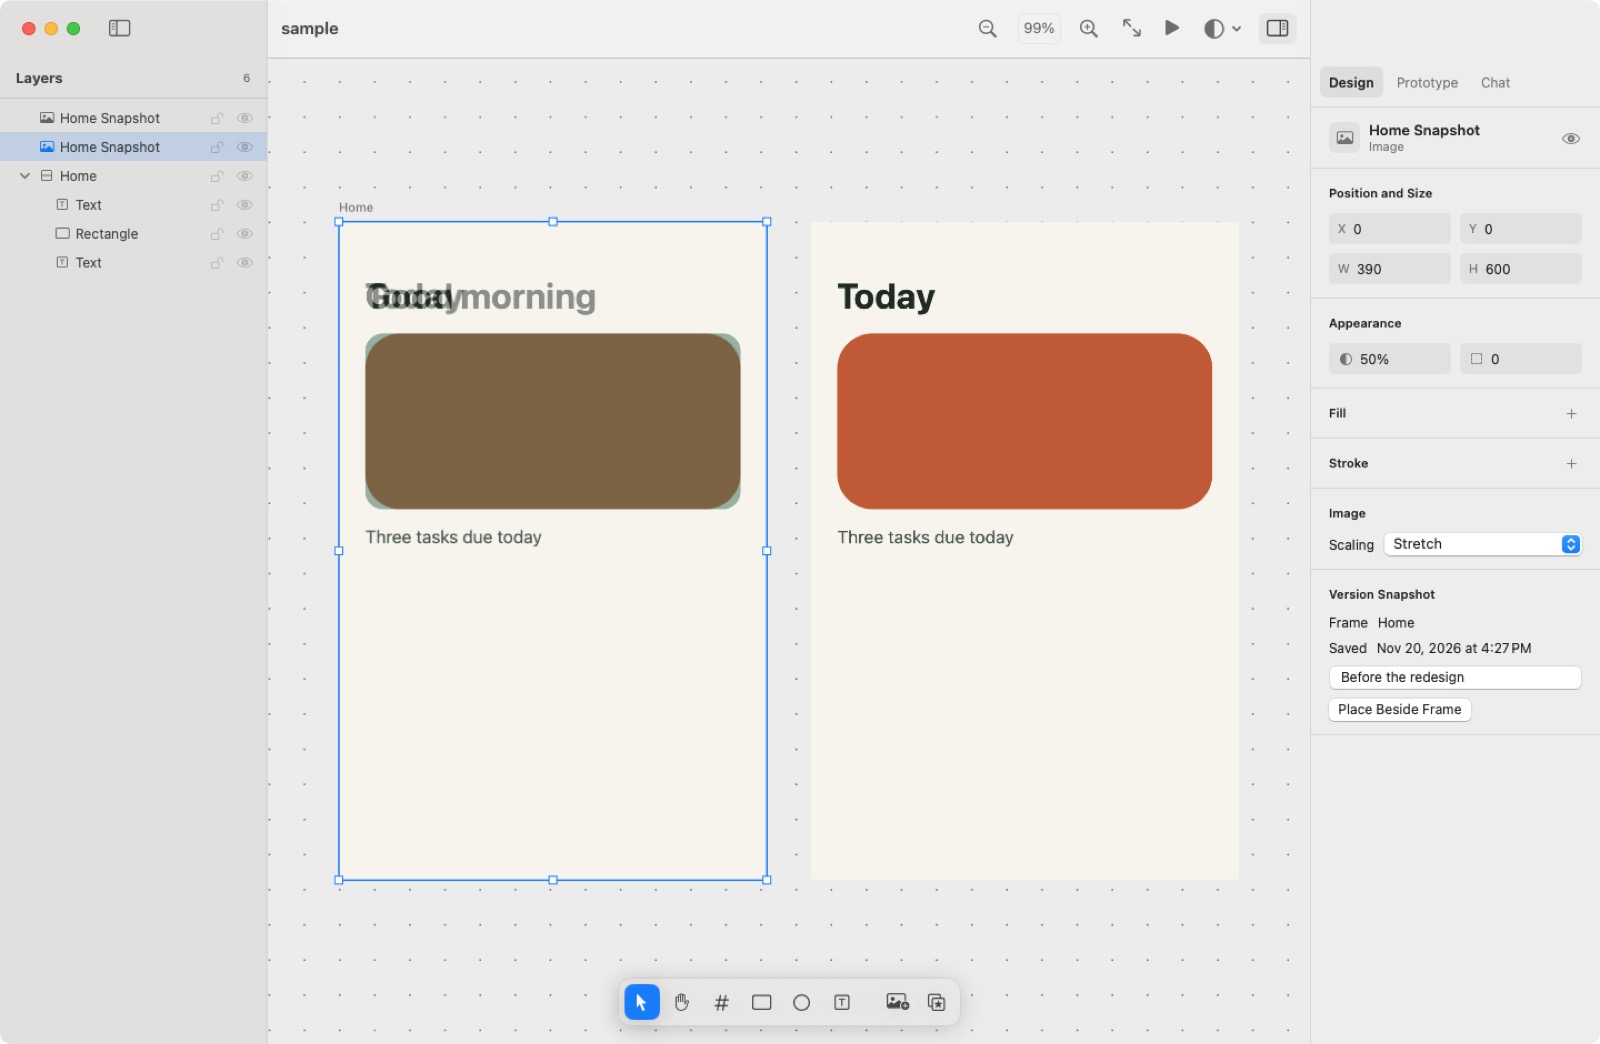 sample
99%
Layers
6
Home Snapshot
Home Snapshot
Home
Text
Rectangle
Text
Home
Today
Good morning
Three tasks due today
Today
Three tasks due today
Design
Prototype
Chat
Home Snapshot
Image
Position and Size
X 0
Y 0
W 390
H 600
Appearance
50%
0
Fill
Stroke
Image
Scaling Stretch
Version Snapshot
Frame Home
Saved Nov 20, 2026 at 4:27 PM
Before the redesign
Place Beside Frame